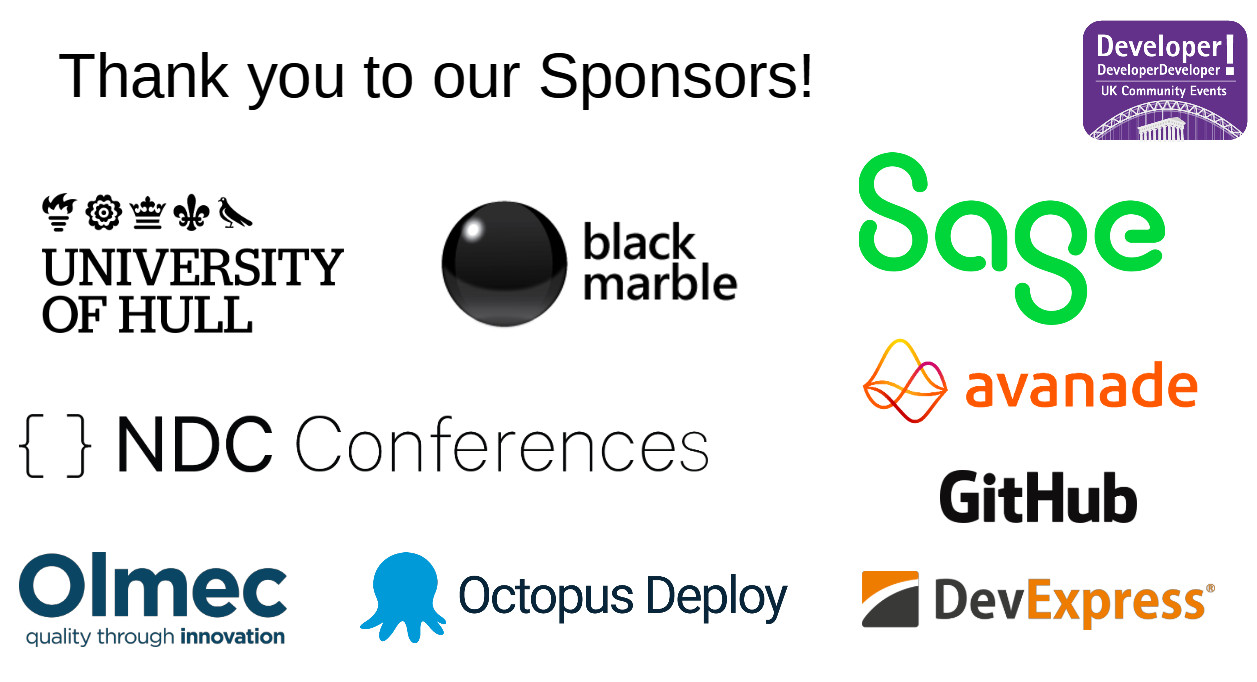 Thank you to our Sponsors!
Developer!
DeveloperDeveloper
UK Community Events
UNIVERSITY
OF HULL
black
marble
Sage
avanade
{ } NDC Conferences
GitHub
Olmec
quality through innovation
Octopus Deploy
DevExpress®